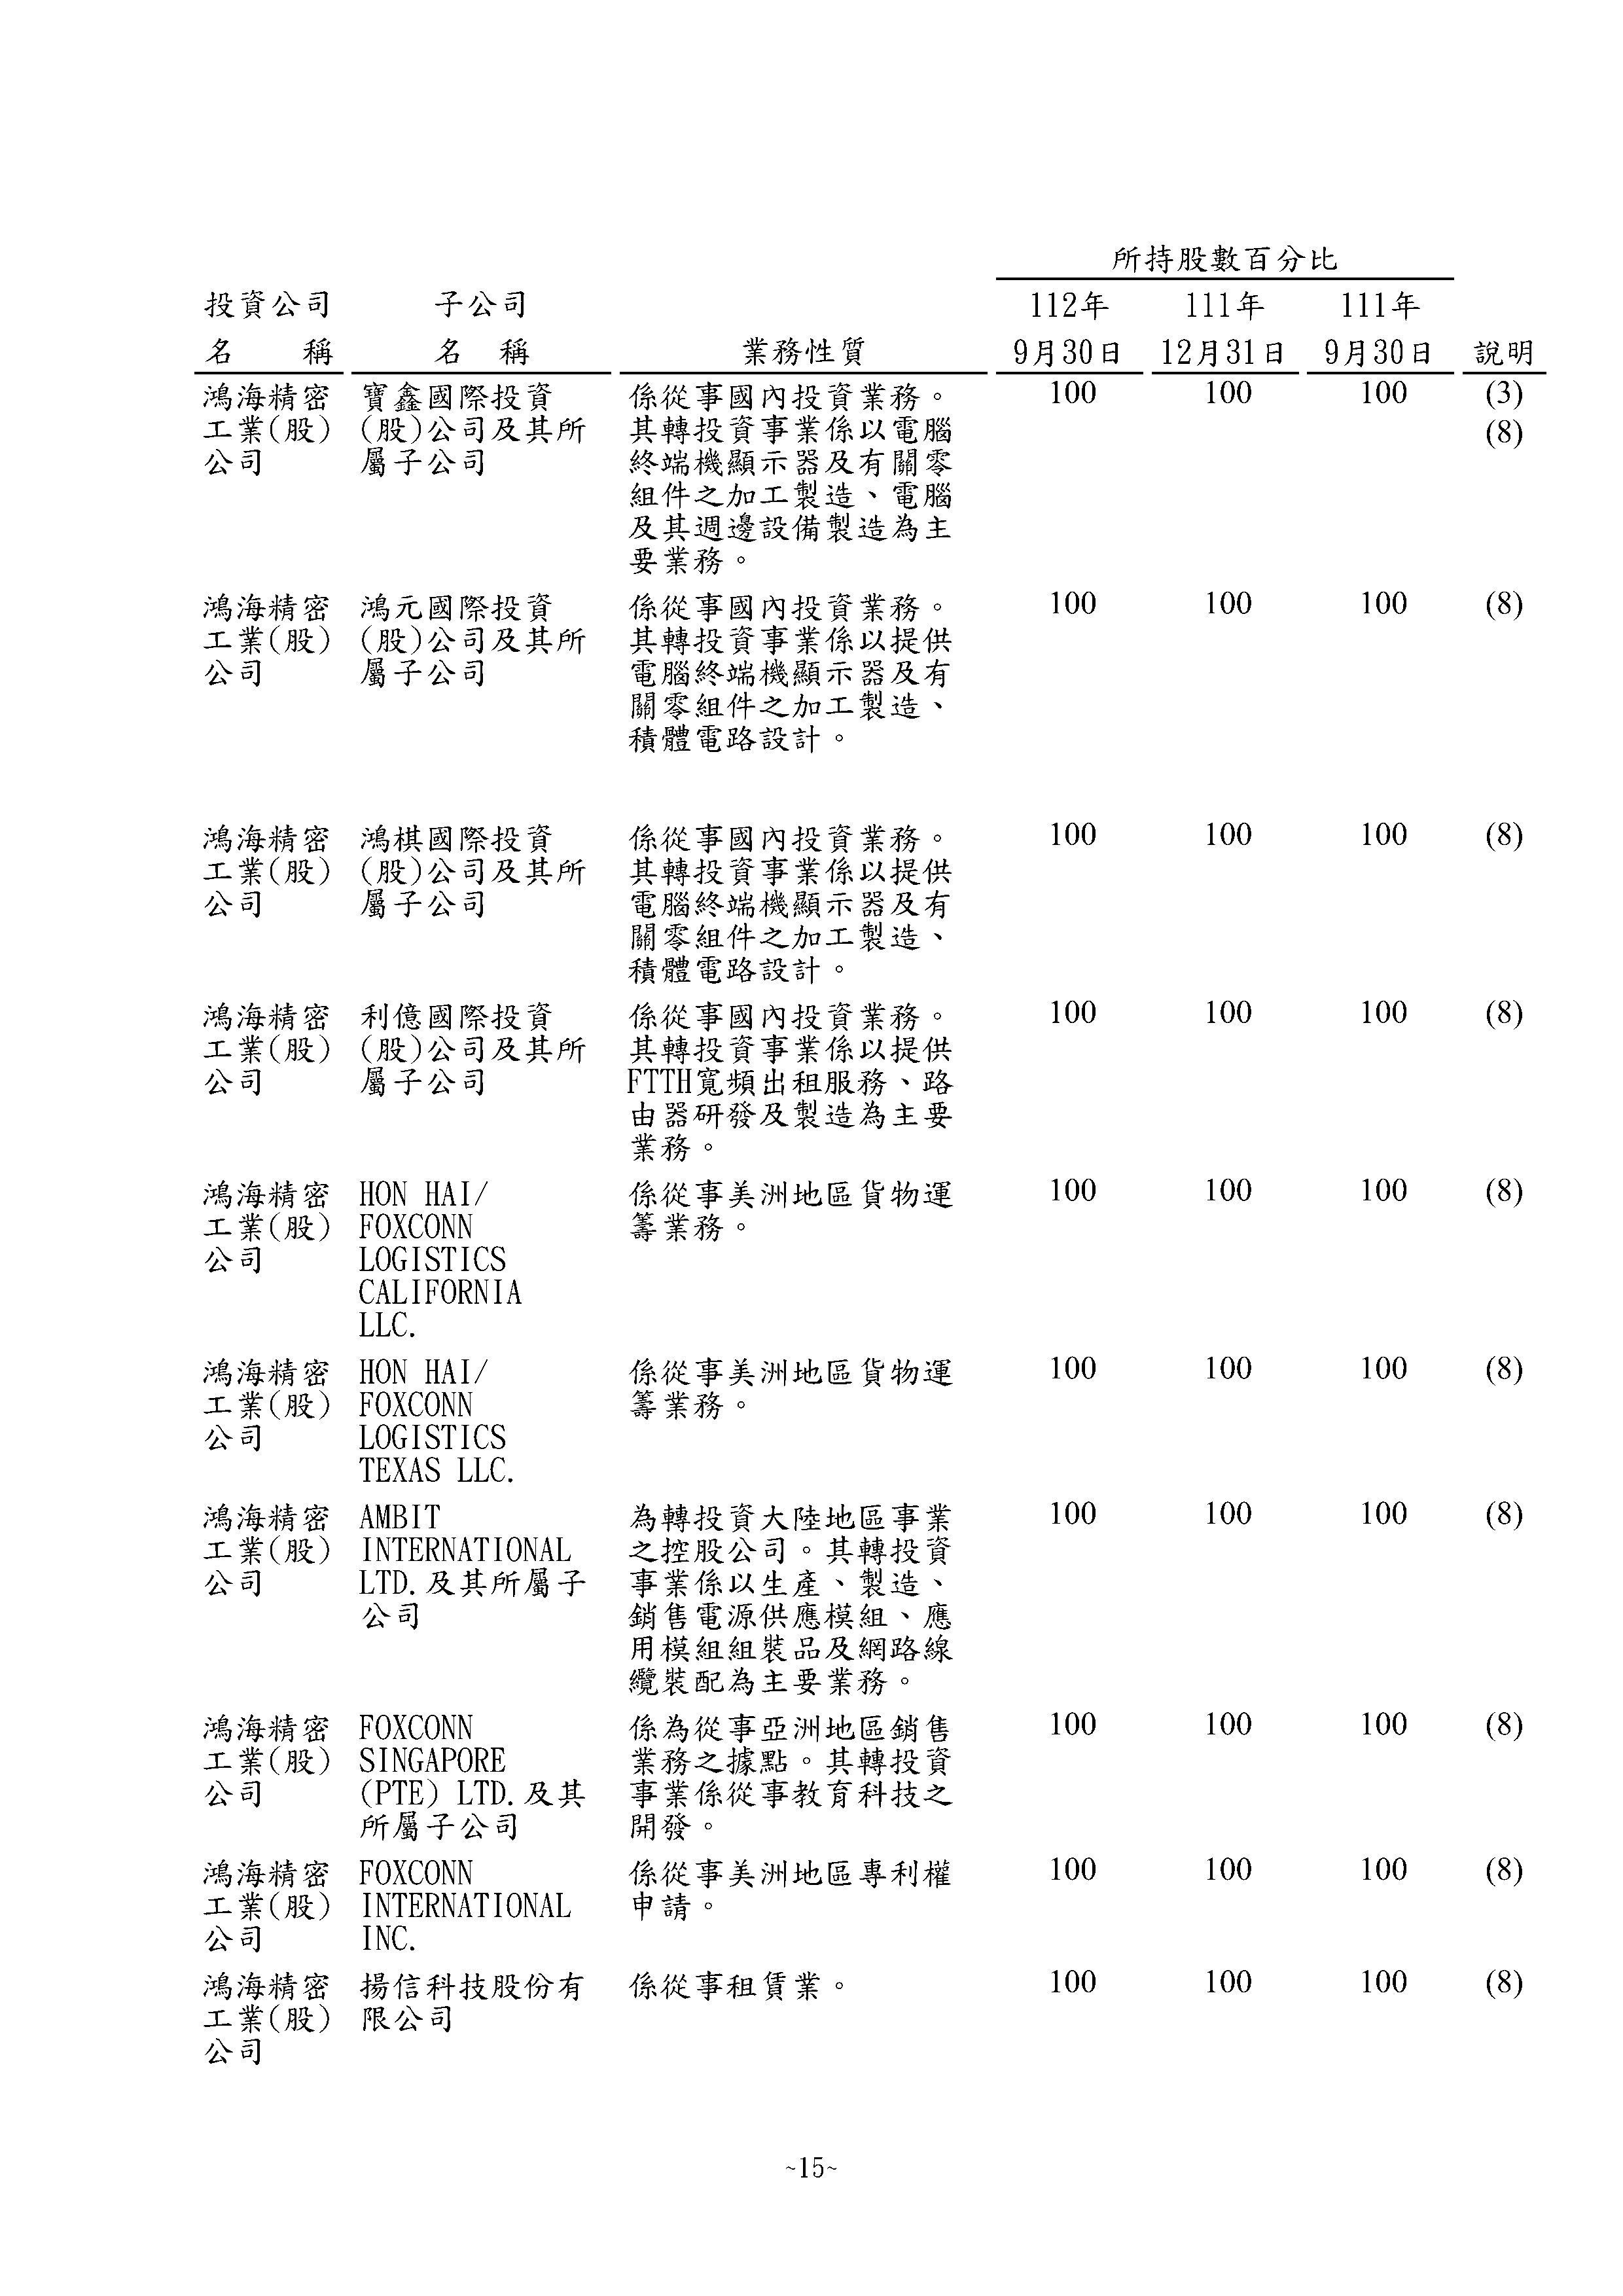 所持股數百分比
投資公司 子公司 112年 111年 111年
名 稱 名 稱 業務性質 9月30日 12月31日 9月30日 說明
鴻海精密 寶鑫國際投資 係從事國內投資業務。 100 100 100 (3)
工業(股) (股)公司及其所 其轉投資事業係以電腦 (8)
公司 屬子公司 終端機顯示器及有關零
組件之加工製造、電腦
及其週邊設備製造為主
要業務。
鴻海精密 鴻元國際投資 係從事國內投資業務。 100 100 100 (8)
工業(股) (股)公司及其所 其轉投資事業係以提供
公司 屬子公司 電腦終端機顯示器及有
關零組件之加工製造、
積體電路設計。
鴻海精密 鴻棋國際投資 係從事國內投資業務。 100 100 100 (8)
工業(股) (股)公司及其所 其轉投資事業係以提供
公司 屬子公司 電腦終端機顯示器及有
關零組件之加工製造、
積體電路設計。
鴻海精密 利億國際投資 係從事國內投資業務。 100 100 100 (8)
工業(股) (股)公司及其所 其轉投資事業係以提供
公司 屬子公司 FTTH寬頻出租服務、路
由器研發及製造為主要
業務。
鴻海精密 HON HAI/ 係從事美洲地區貨物運 100 100 100 (8)
工業(股) FOXCONN 籌業務。
公司 LOGISTICS
CALIFORNIA
LLC.
鴻海精密 HON HAI/ 係從事美洲地區貨物運 100 100 100 (8)
工業(股) FOXCONN 籌業務。
公司 LOGISTICS
TEXAS LLC.
鴻海精密 AMBIT 為轉投資大陸地區事業 100 100 100 (8)
工業(股) INTERNATIONAL 之控股公司。其轉投資
公司 LTD.及其所屬子 事業係以生產、製造、
公司 銷售電源供應模組、應
用模組組裝品及網路線
纜裝配為主要業務。
鴻海精密 FOXCONN 係為從事亞洲地區銷售 100 100 100 (8)
工業(股) SINGAPORE 業務之據點。其轉投資
公司 (PTE) LTD.及其 事業係從事教育科技之
所屬子公司 開發。
鴻海精密 FOXCONN 係從事美洲地區專利權 100 100 100 (8)
工業(股) INTERNATIONAL 申請。
公司 INC.
鴻海精密 揚信科技股份有 係從事租賃業。 100 100 100 (8)
工業(股) 限公司
公司
~15~